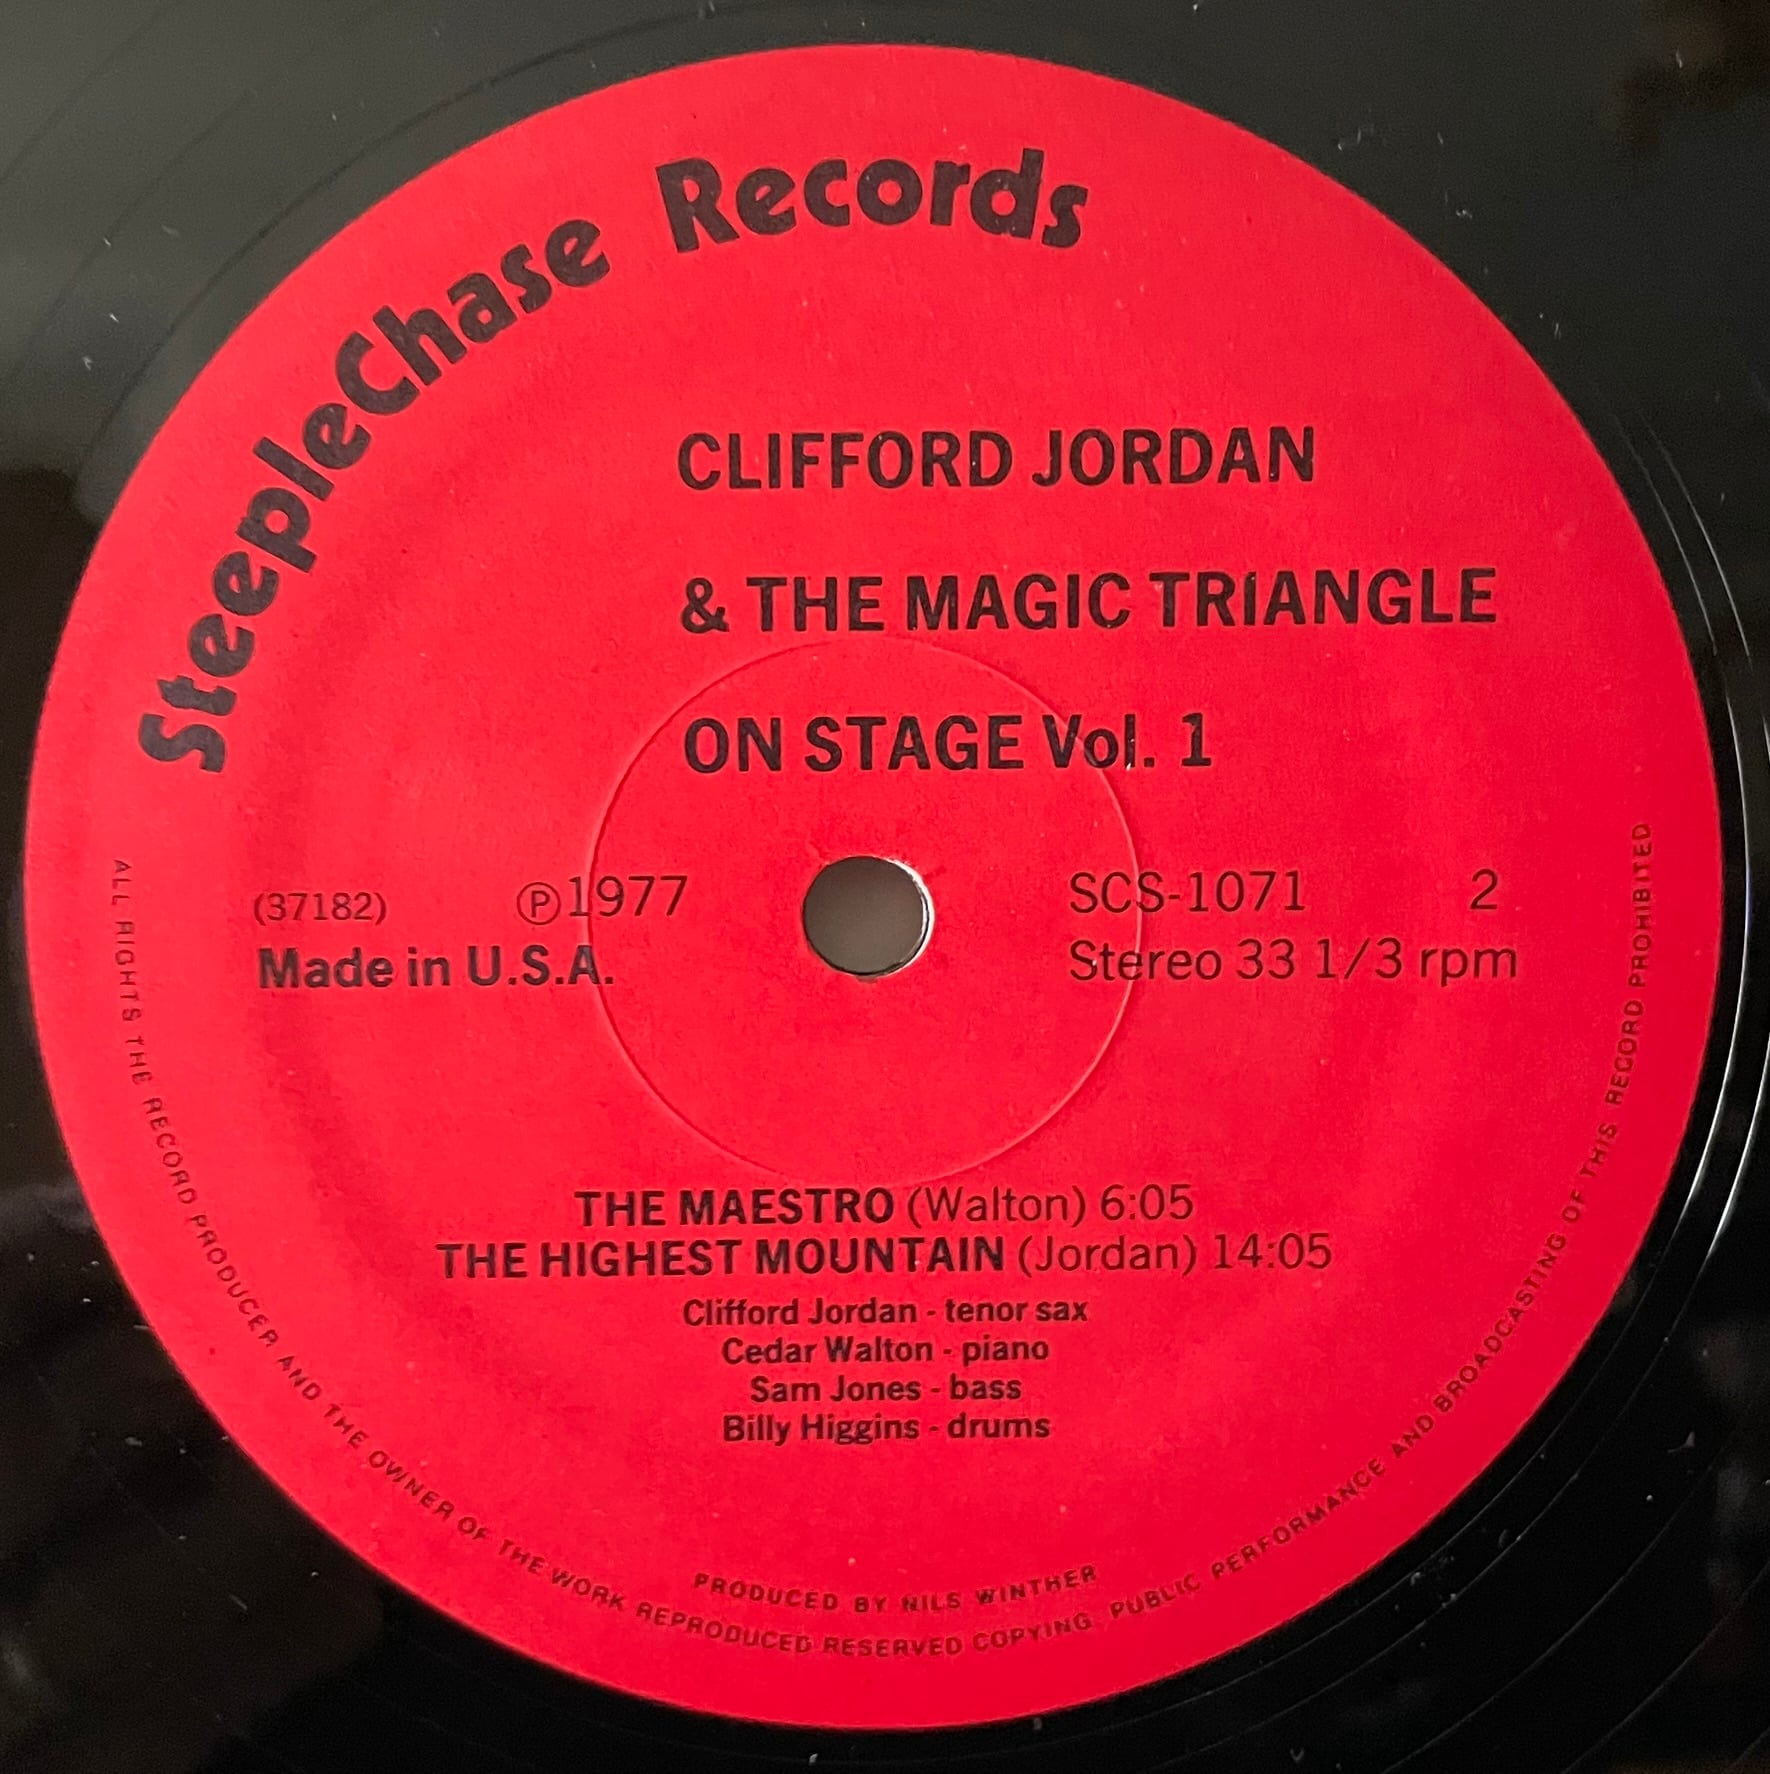 SteepleChase Records
CLIFFORD JORDAN
& THE MAGIC TRIANGLE
ON STAGE Vol. 1
(37182) ℗1977
Made in U.S.A.
SCS-1071 2
Stereo 33 1/3 rpm
THE MAESTRO (Walton) 6:05
THE HIGHEST MOUNTAIN (Jordan) 14:05
Clifford Jordan - tenor sax
Cedar Walton - piano
Sam Jones - bass
Billy Higgins - drums
PRODUCED BY NILS WINTHER
ALL RIGHTS THE RECORD PRODUCER AND THE OWNER OF THE WORK REPRODUCED RESERVED COPYING PUBLIC PERFORMANCE AND BROADCASTING OF THIS RECORD PROHIBITED